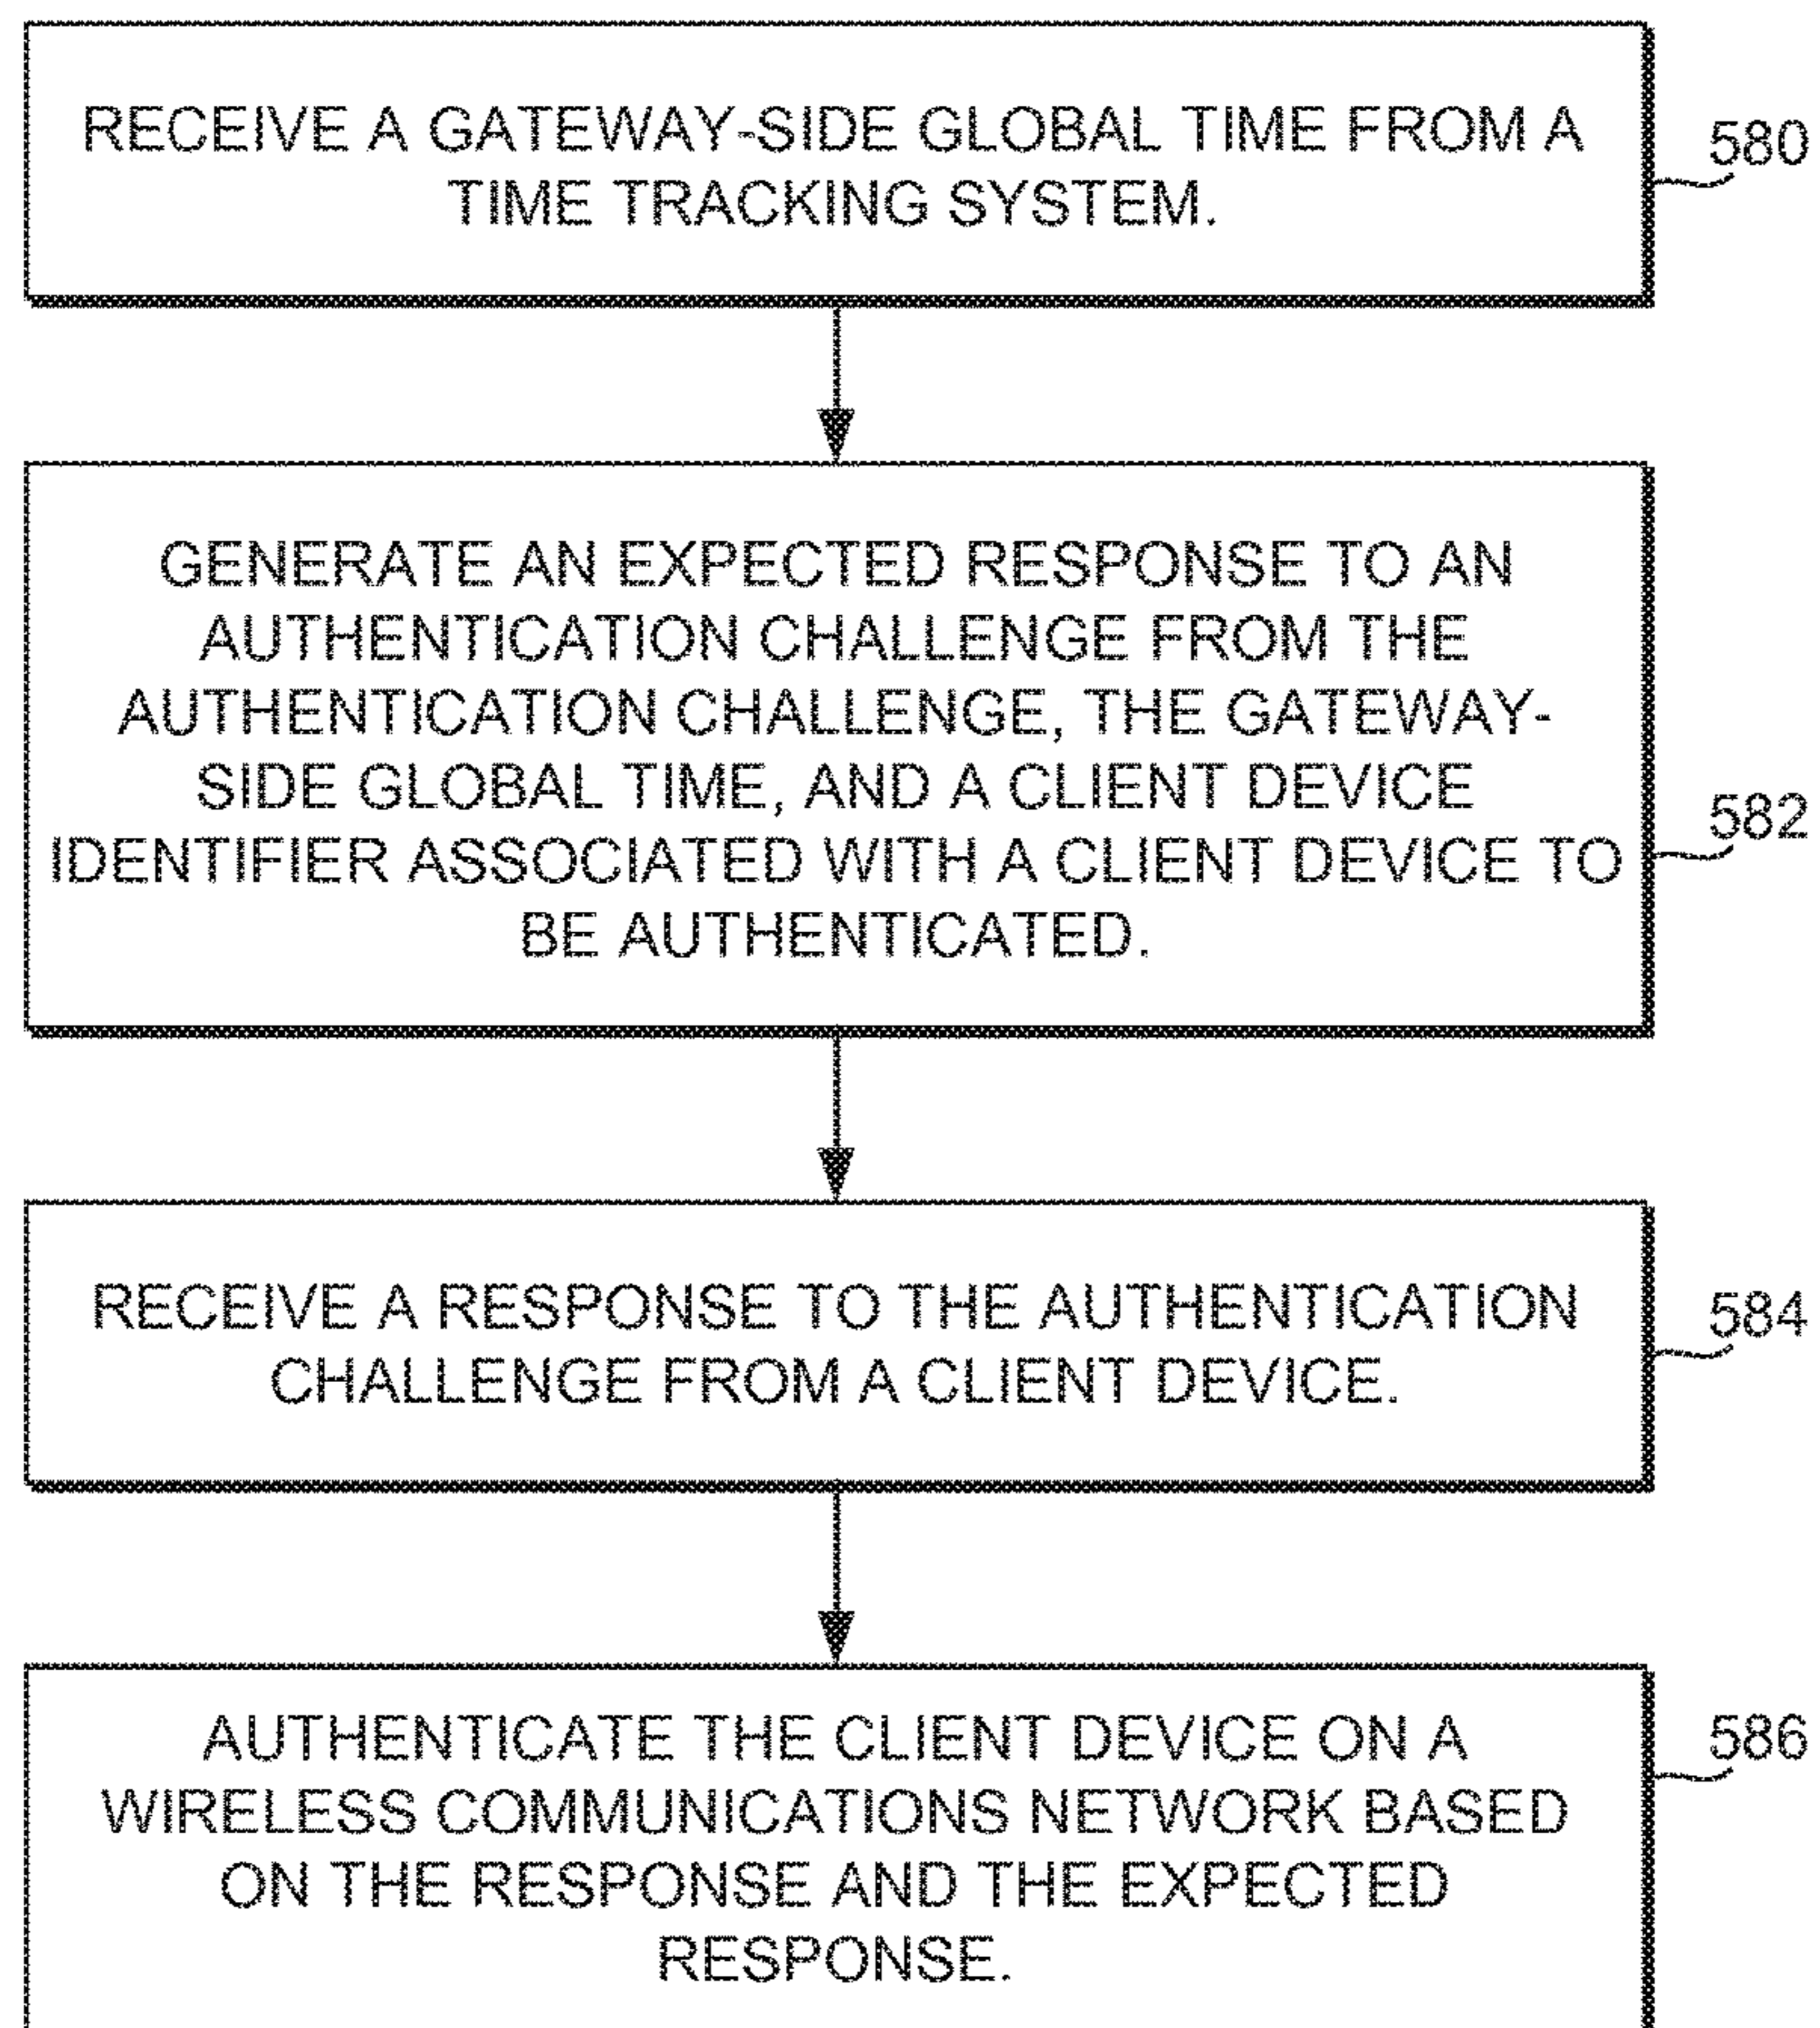 RECEIVE A GATEWAY-SIDE GLOBAL TIME FROM A
TIME TRACKING SYSTEM.
580
GENERATE AN EXPECTED RESPONSE TO AN
AUTHENTICATION CHALLENGE FROM THE
AUTHENTICATION CHALLENGE, THE GATEWAY-
SIDE GLOBAL TIME, AND A CLIENT DEVICE
IDENTIFIER ASSOCIATED WITH A CLIENT DEVICE TO
BE AUTHENTICATED.
582
RECEIVE A RESPONSE TO THE AUTHENTICATION
CHALLENGE FROM A CLIENT DEVICE.
584
AUTHENTICATE THE CLIENT DEVICE ON A
WIRELESS COMMUNICATIONS NETWORK BASED
ON THE RESPONSE AND THE EXPECTED
RESPONSE.
586